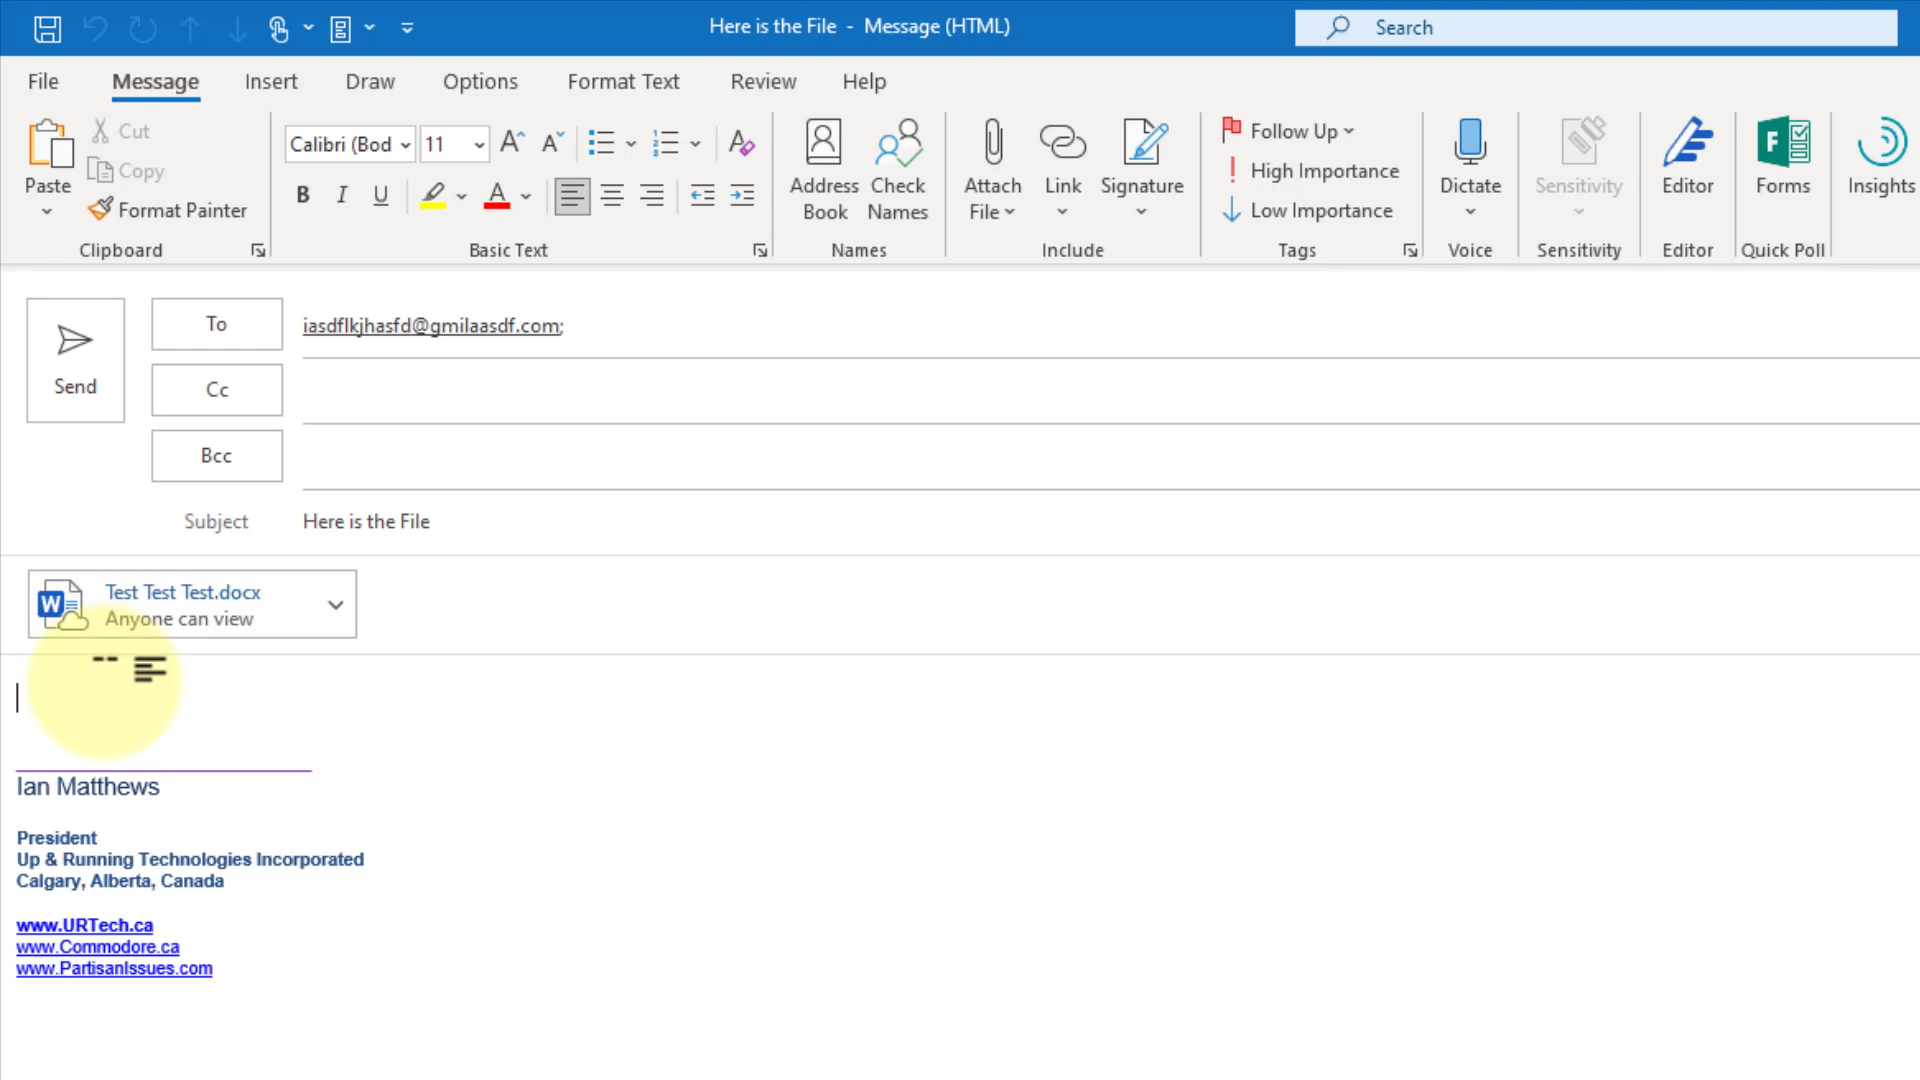 Here is the File - Message (HTML)
Search
File Message Insert Draw Options Format Text Review Help
Paste
Cut
Copy
Format Painter
Clipboard
Calibri (Bod 11
B I U A
Basic Text
Address Book
Check Names
Names
Attach File
Link
Signature
Include
Follow Up
High Importance
Low Importance
Tags
Dictate
Voice
Sensitivity
Sensitivity
Editor
Editor
Forms
Quick Poll
Insights
Send
To
iasdflkjhasfd@gmilaasdf.com;
Cc
Bcc
Subject
Here is the File
Test Test Test.docx
Anyone can view
Ian Matthews
President
Up & Running Technologies Incorporated
Calgary, Alberta, Canada
www.URTech.ca
www.Commodore.ca
www.PartisanIssues.com